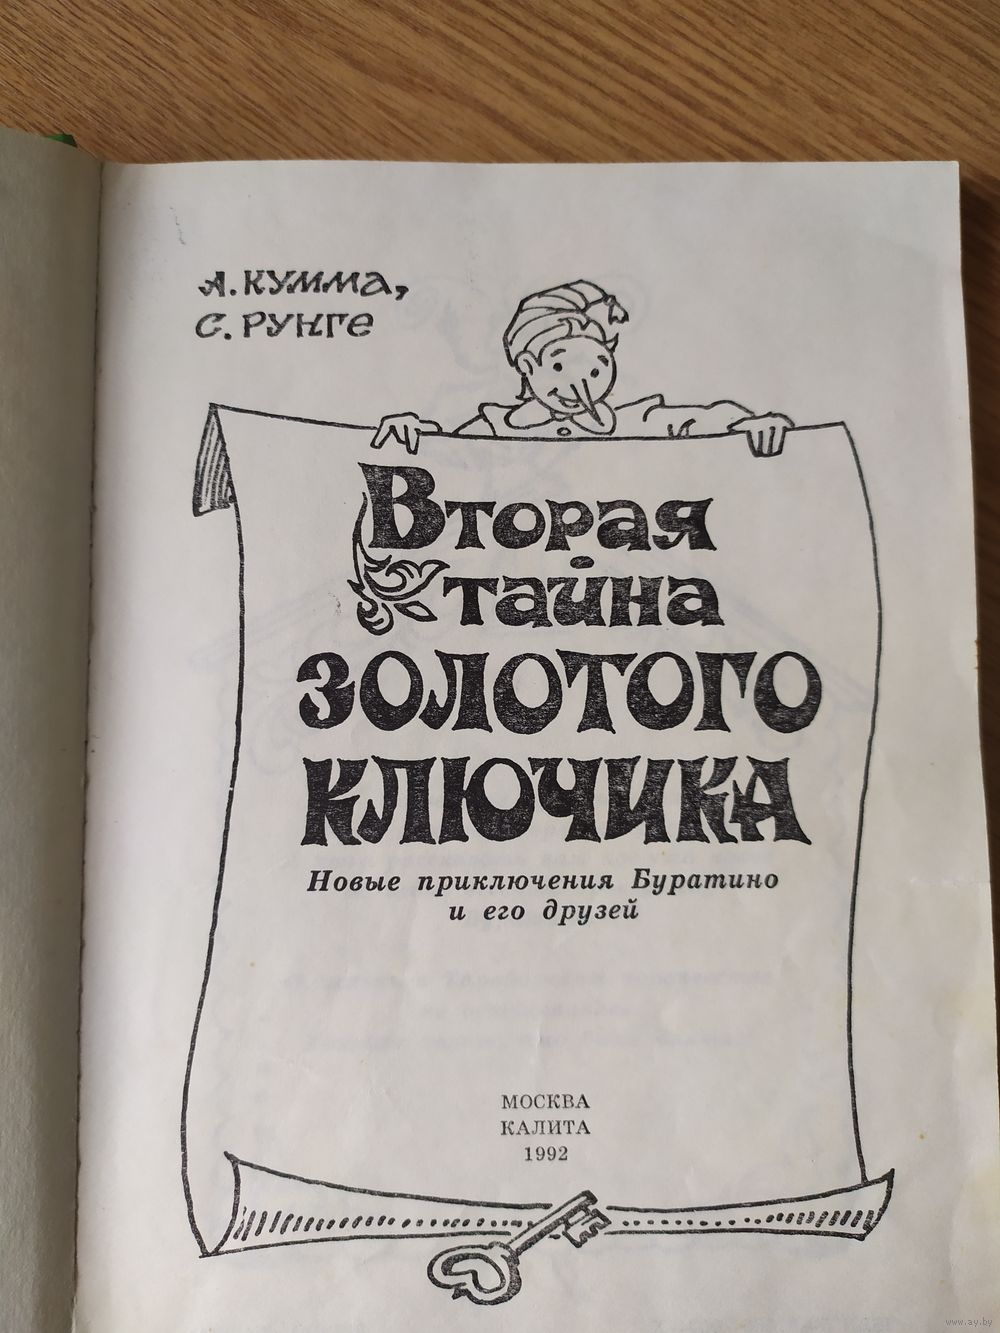 А. КУММА,
С. РУНГЕ
Вторая
тайна
золотого
ключика
Новые приключения Буратино
и его друзей
МОСКВА
КАЛИТА
1992
www.ay.by